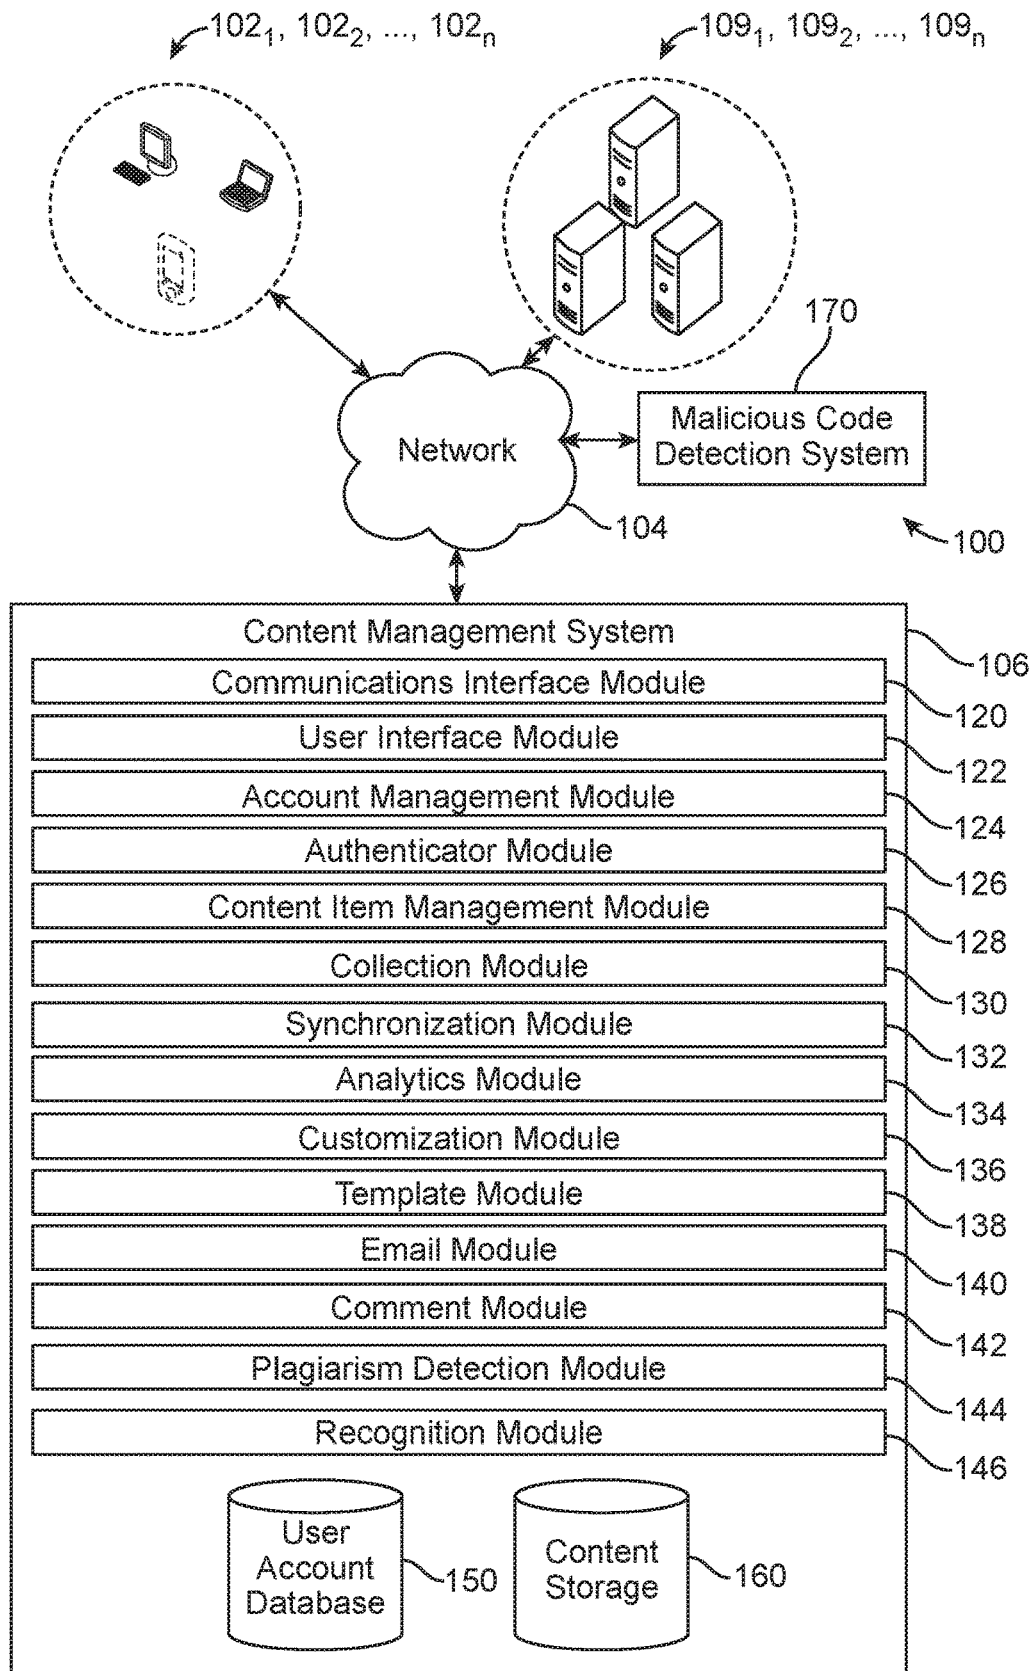 102₁, 102₂, ..., 102ₙ
109₁, 109₂, ..., 109ₙ
170
Malicious Code
Detection System
Network
104
100
Content Management System
106
Communications Interface Module
120
User Interface Module
122
Account Management Module
124
Authenticator Module
126
Content Item Management Module
128
Collection Module
130
Synchronization Module
132
Analytics Module
134
Customization Module
136
Template Module
138
Email Module
140
Comment Module
142
Plagiarism Detection Module
144
Recognition Module
146
User
Account
Database
150
Content
Storage
160